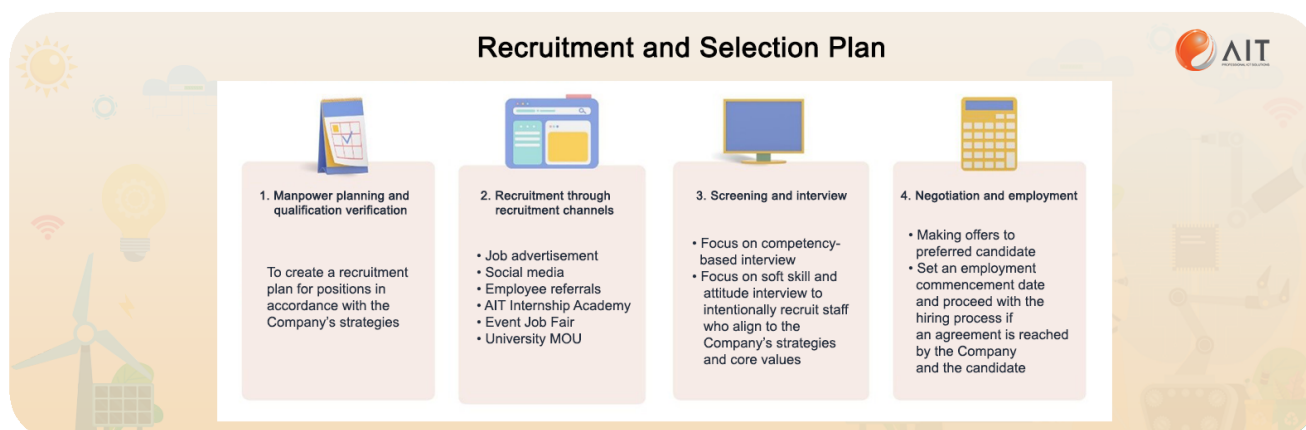 Recruitment and Selection Plan
AIT
PROFESSIONAL ICT SOLUTIONS
1. Manpower planning and
qualification verification
To create a recruitment
plan for positions in
accordance with the
Company's strategies
2. Recruitment through
recruitment channels
• Job advertisement
• Social media
• Employee referrals
• AIT Internship Academy
• Event Job Fair
• University MOU
3. Screening and interview
• Focus on competency-
based interview
• Focus on soft skill and
attitude interview to
intentionally recruit staff
who align to the
Company's strategies
and core values
4. Negotiation and employment
• Making offers to
preferred candidate
• Set an employment
commencement date
and proceed with the
hiring process if
an agreement is reached
by the Company
and the candidate